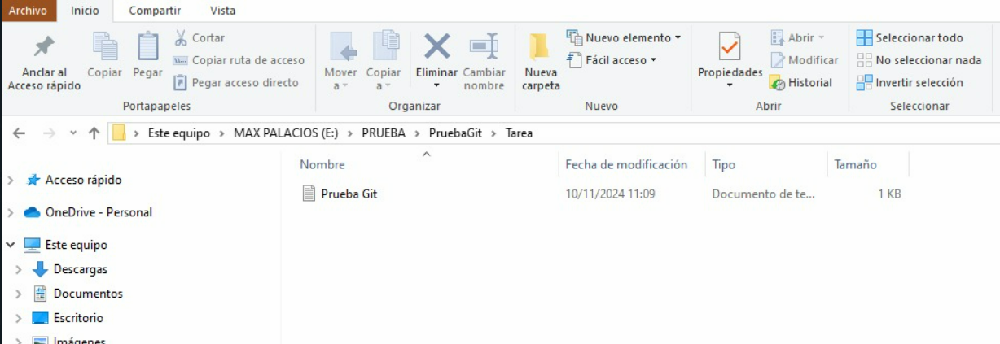 Archivo Inicio Compartir Vista
Anclar al
Acceso rápido
Copiar
Pegar
Cortar
Copiar ruta de acceso
Pegar acceso directo
Portapapeles
Mover
a
Copiar
a
Eliminar
Cambiar
nombre
Organizar
Nueva
carpeta
Nuevo elemento
Fácil acceso
Nuevo
Propiedades
Abrir
Modificar
Historial
Abrir
Seleccionar todo
No seleccionar nada
Invertir selección
Seleccionar
Este equipo > MAX PALACIOS (E:) > PRUEBA > PruebaGit > Tarea
Nombre Fecha de modificación Tipo Tamaño
Prueba Git 10/11/2024 11:09 Documento de te... 1 KB
Acceso rápido
OneDrive - Personal
Este equipo
Descargas
Documentos
Escritorio
Imágenes